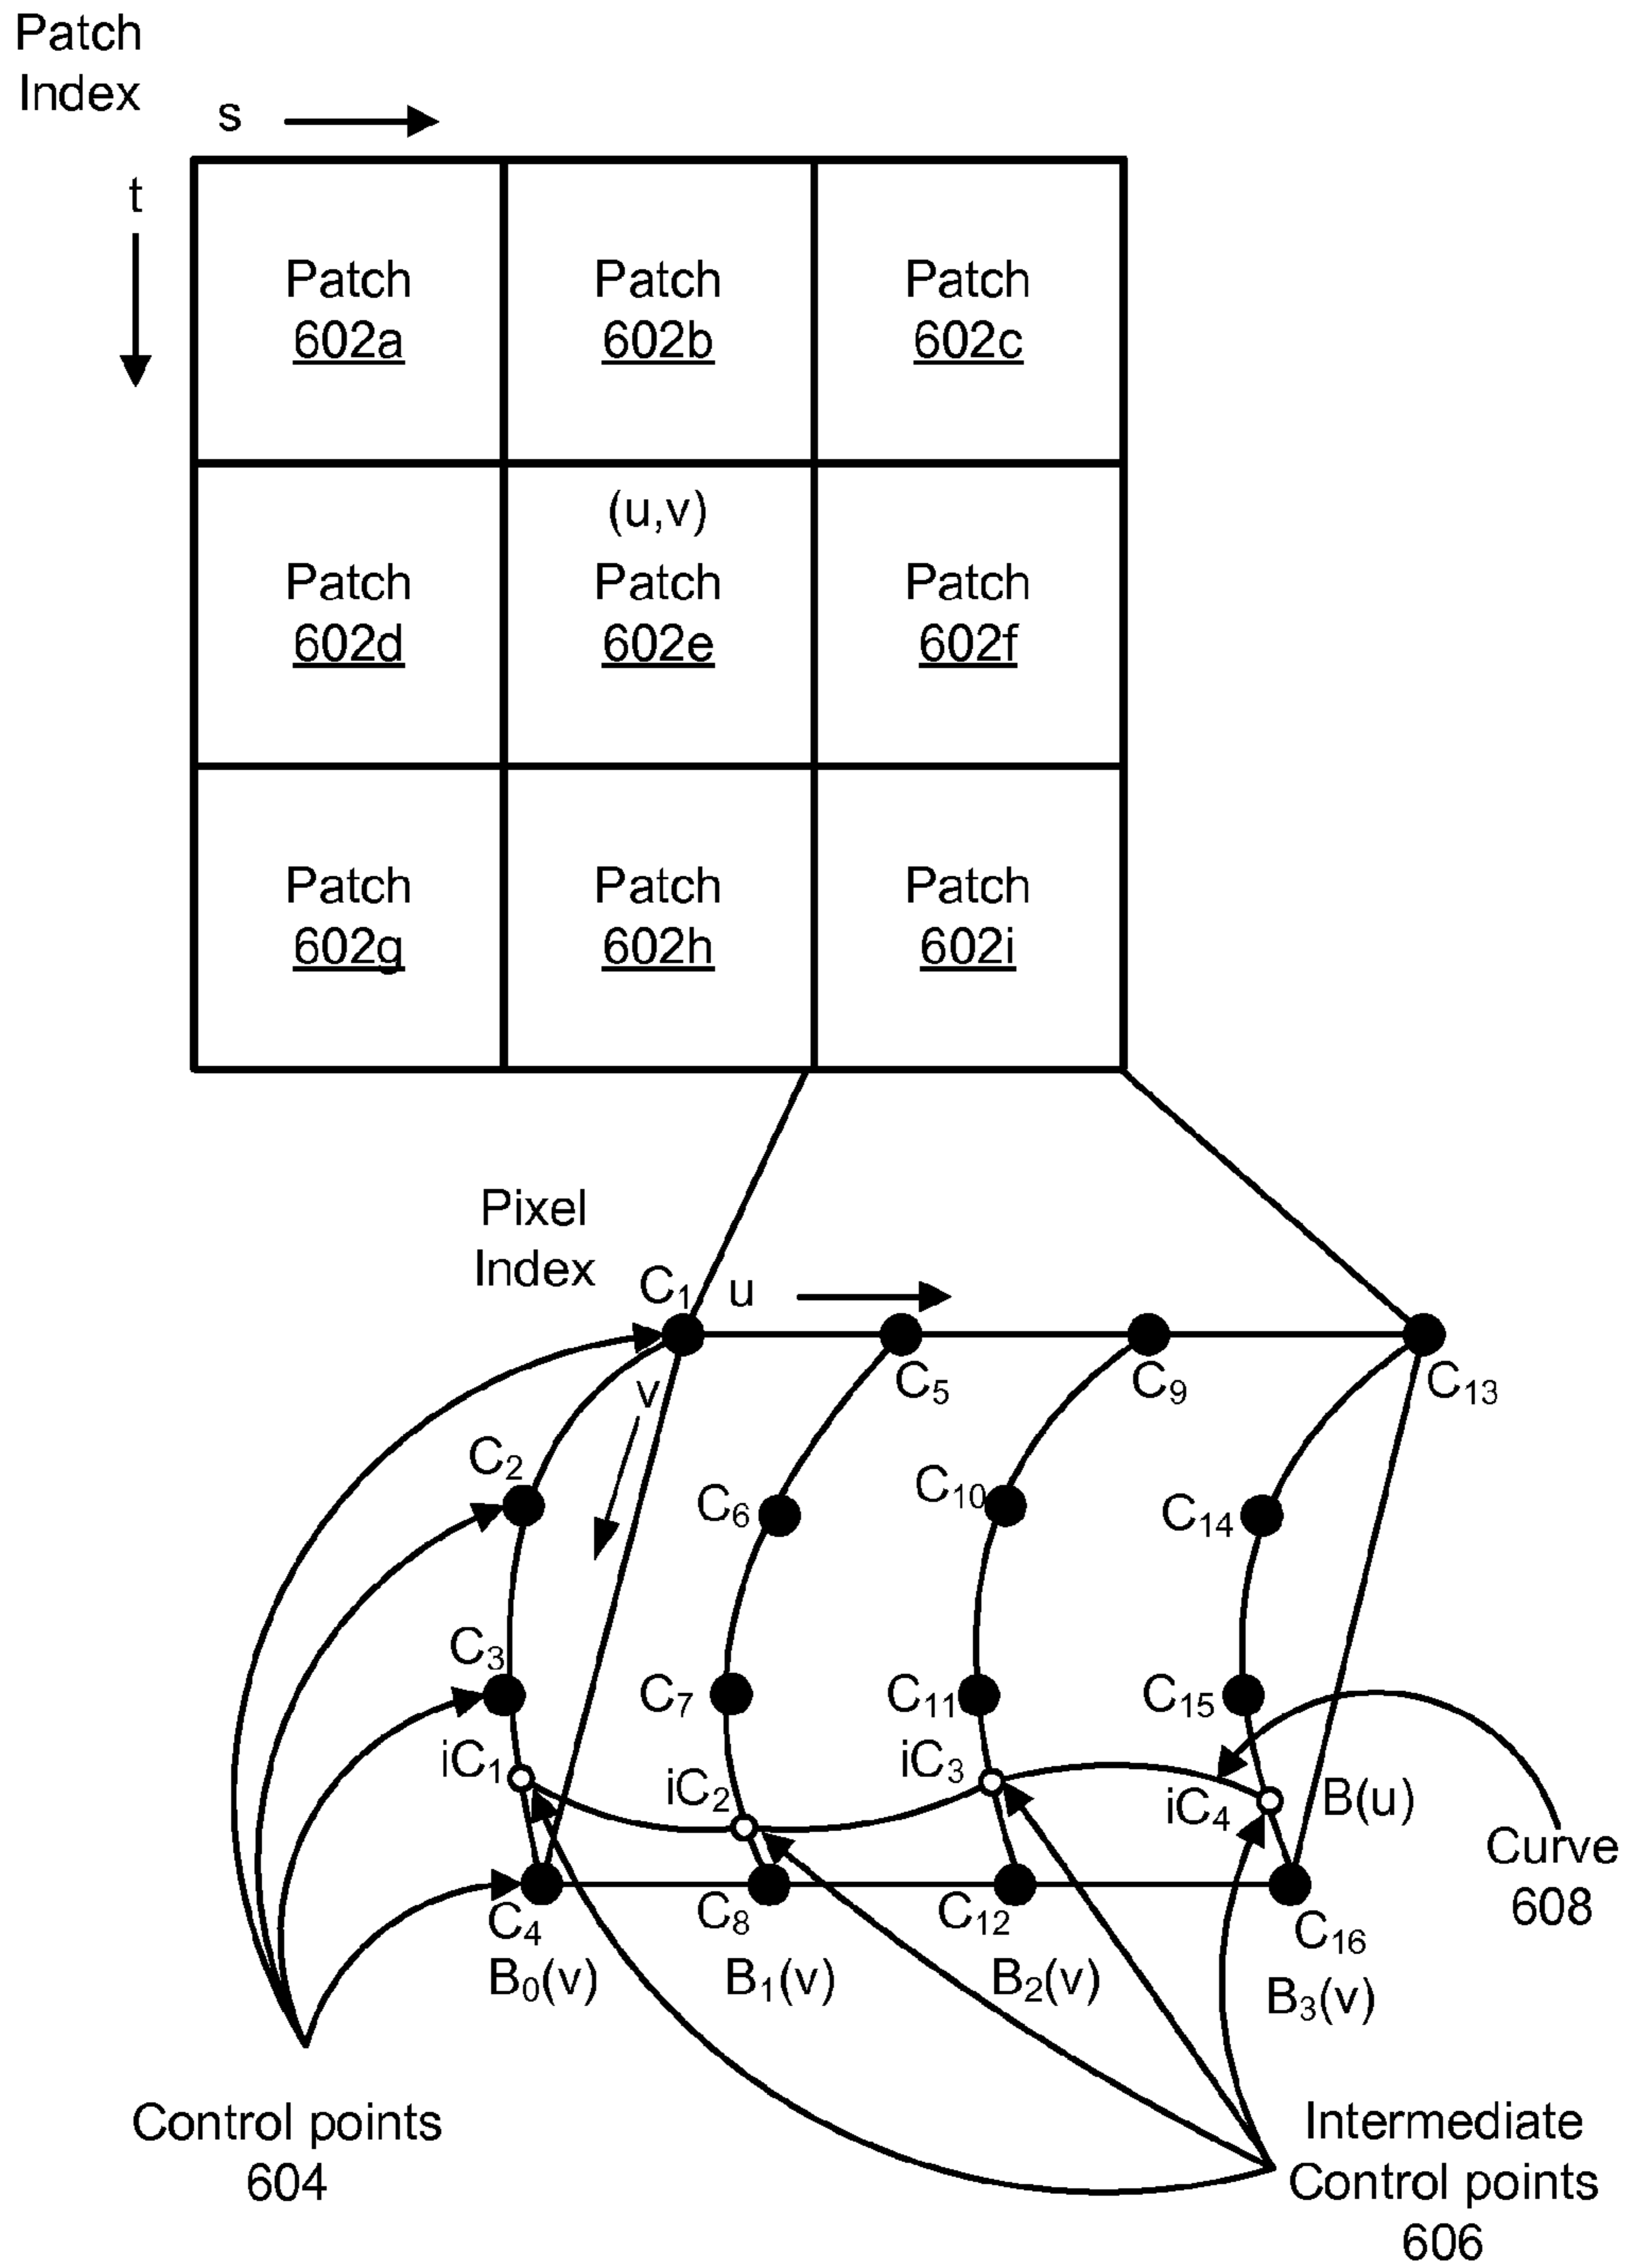 Patch
Index
s
t
Patch
602a
Patch
602b
Patch
602c
(u,v)
Patch
602d
Patch
602e
Patch
602f
Patch
602g
Patch
602h
Patch
602i
Pixel
Index
C1
u
C5
C9
C13
v
C2
C6
C10
C14
C3
C7
C11
C15
iC1
iC2
iC3
iC4
B(u)
Curve
608
C4
C8
C12
C16
B0(v)
B1(v)
B2(v)
B3(v)
Control points
604
Intermediate
Control points
606